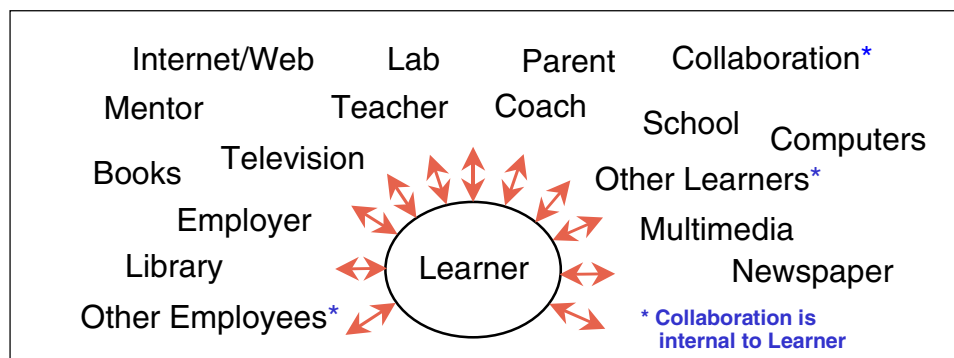 Internet/Web Lab Parent Collaboration*
Mentor Teacher Coach
School Computers
Books Television
Other Learners*
Employer Multimedia
Library Learner Newspaper
Other Employees*
* Collaboration is
internal to Learner